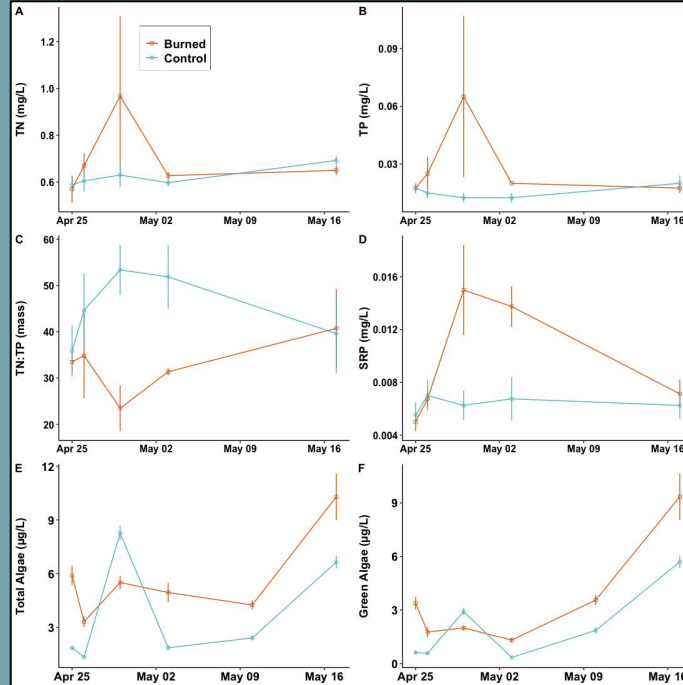 A
TN (mg/L)
1.2
1.0
0.8
0.6
Burned
Control
Apr 25
May 02
May 09
May 16
B
TP (mg/L)
0.09
0.06
0.03
Apr 25
May 02
May 09
May 16
C
TN:TP (mass)
60
50
40
30
20
Apr 25
May 02
May 09
May 16
D
SRP (mg/L)
0.016
0.012
0.008
0.004
Apr 25
May 02
May 09
May 16
E
Total Algae (µg/L)
12
9
6
3
Apr 25
May 02
May 09
May 16
F
Green Algae (µg/L)
9
6
3
0
Apr 25
May 02
May 09
May 16